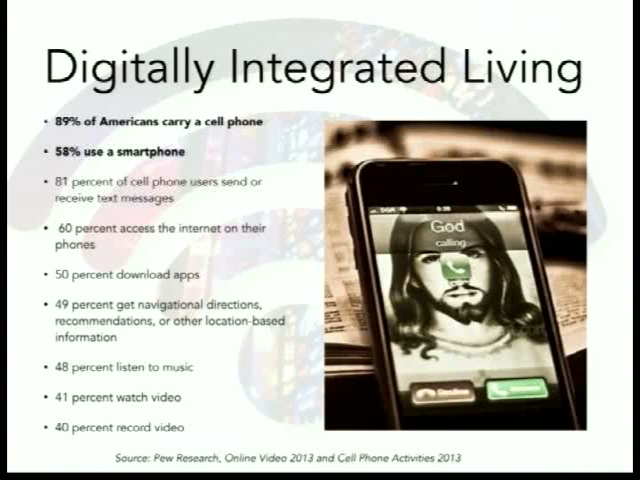 Digitally Integrated Living
• 89% of Americans carry a cell phone
• 58% use a smartphone
• 81 percent of cell phone users send or
receive text messages
• 60 percent access the internet on their
phones
• 50 percent download apps
• 49 percent get navigational directions,
recommendations, or other location-based
information
• 48 percent listen to music
• 41 percent watch video
• 40 percent record video
God
calling
Decline
Source: Pew Research, Online Video 2013 and Cell Phone Activities 2013